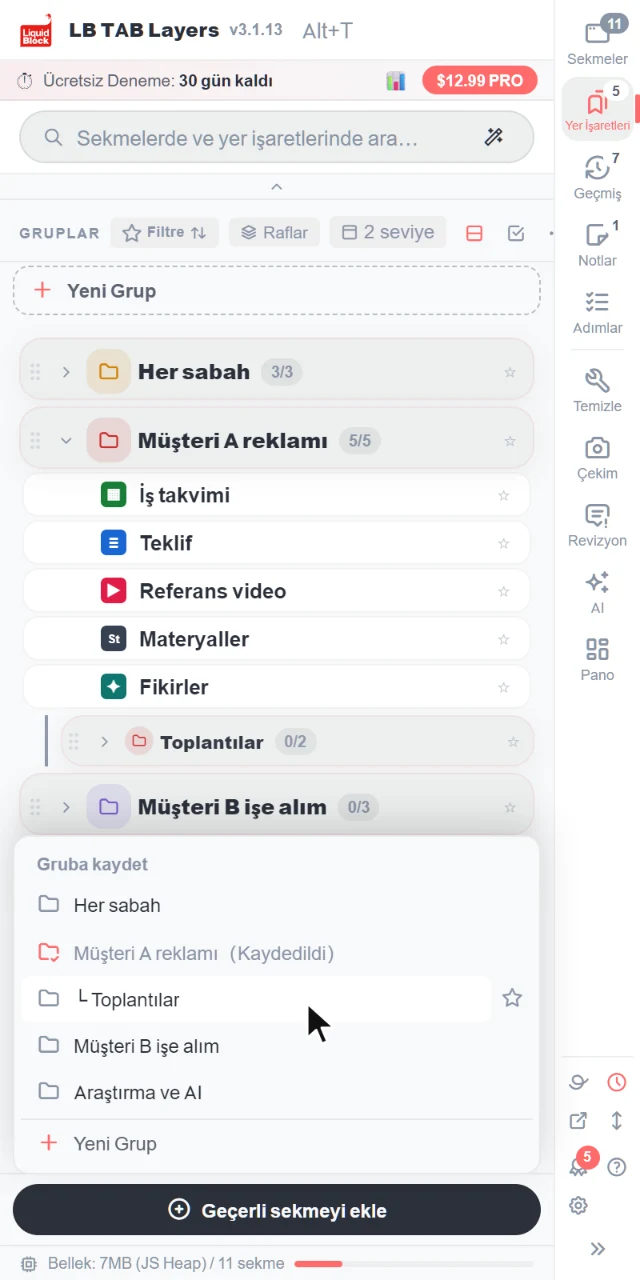 Liquid Block
LB TAB Layers v3.1.13 Alt+T
Ücretsiz Deneme: 30 gün kaldı $12.99 PRO
Sekmelerde ve yer işaretlerinde ara…
GRUPLAR Filtre Raflar 2 seviye
Yeni Grup
Her sabah 3/3
Müşteri A reklamı 5/5
İş takvimi
Teklif
Referans video
St Materyaller
Fikirler
Toplantılar 0/2
Müşteri B işe alım 0/3
Gruba kaydet
Her sabah
Müşteri A reklamı (Kaydedildi)
└ Toplantılar
Müşteri B işe alım
Araştırma ve AI
Yeni Grup
Geçerli sekmeyi ekle
Bellek: 7MB (JS Heap) / 11 sekme
11
Sekmeler
5
Yer İşaretleri
7
Geçmiş
1
Notlar
Adımlar
Temizle
Çekim
Revizyon
AI
Pano
5